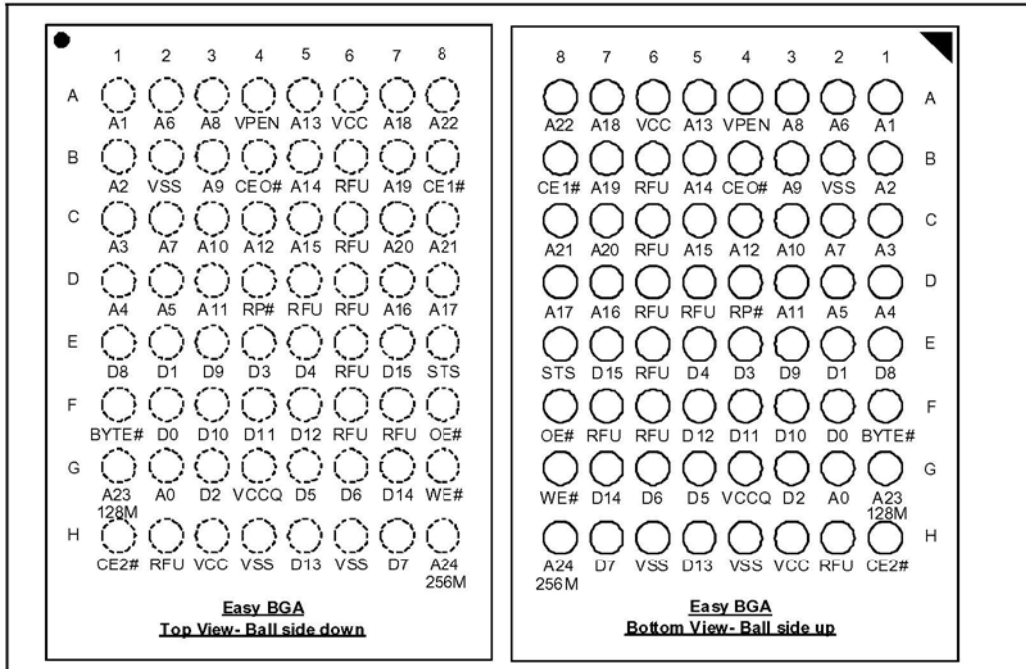 1 2 3 4 5 6 7 8
A
A1 A6 A8 VPEN A13 VCC A18 A22
B
A2 VSS A9 CEO# A14 RFU A19 CE1#
C
A3 A7 A10 A12 A15 RFU A20 A21
D
A4 A5 A11 RP# RFU RFU A16 A17
E
D8 D1 D9 D3 D4 RFU D15 STS
F
BYTE# D0 D10 D11 D12 RFU RFU OE#
G
A23 A0 D2 VCCQ D5 D6 D14 WE#
128M
H
CE2# RFU VCC VSS D13 VSS D7 A24
256M
Easy BGA
Top View- Ball side down
8 7 6 5 4 3 2 1
A
A22 A18 VCC A13 VPEN A8 A6 A1
B
CE1# A19 RFU A14 CEO# A9 VSS A2
C
A21 A20 RFU A15 A12 A10 A7 A3
D
A17 A16 RFU RFU RP# A11 A5 A4
E
STS D15 RFU D4 D3 D9 D1 D8
F
OE# RFU RFU D12 D11 D10 D0 BYTE#
G
WE# D14 D6 D5 VCCQ D2 A0 A23
128M
H
A24 D7 VSS D13 VSS VCC RFU CE2#
256M
Easy BGA
Bottom View- Ball side up